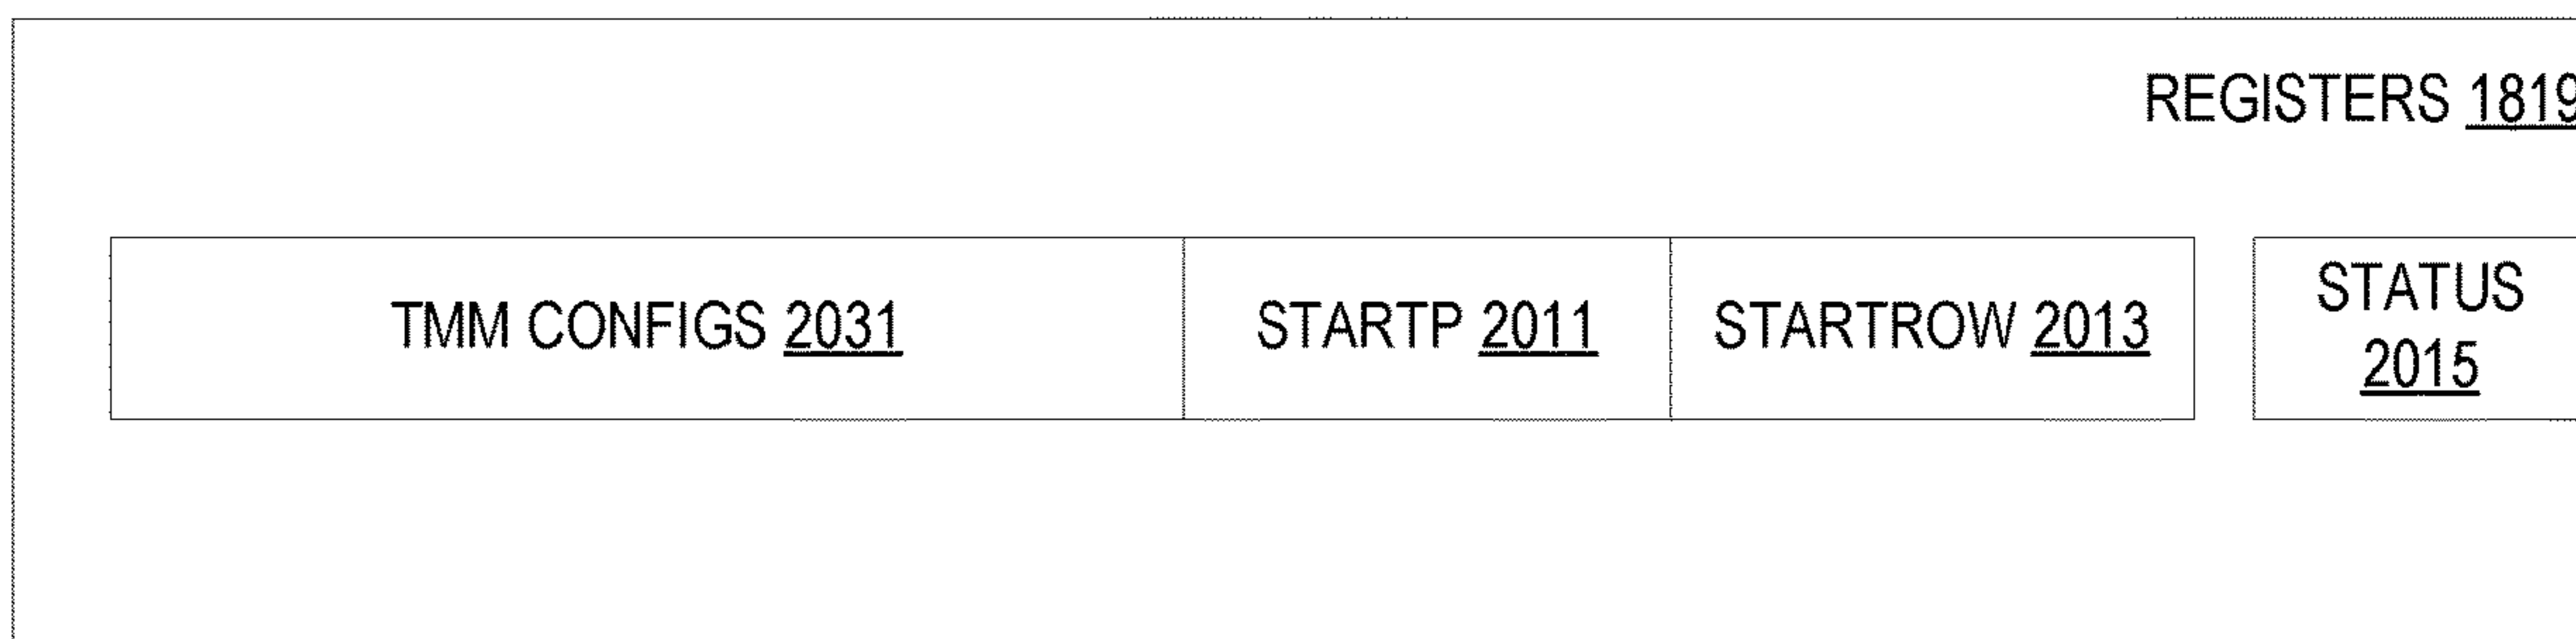 REGISTERS 1819
TMM CONFIGS 2031
STARTP 2011
STARTROW 2013
STATUS
2015